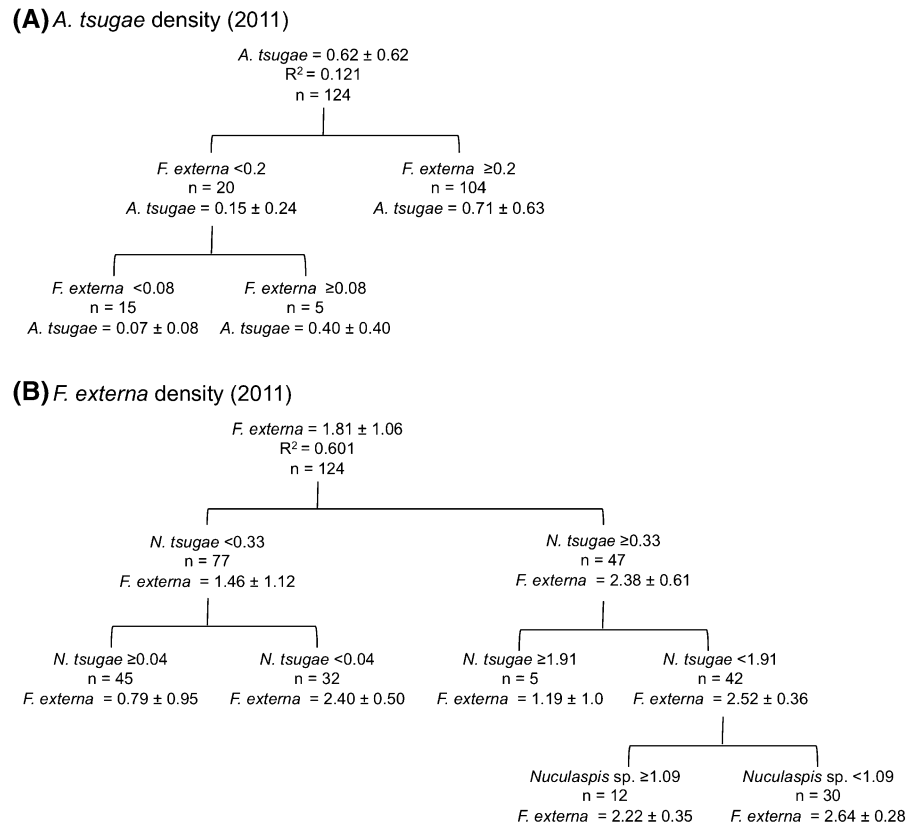 (A) A. tsugae density (2011)
A. tsugae = 0.62 ± 0.62
R² = 0.121
n = 124
F. externa <0.2
n = 20
A. tsugae = 0.15 ± 0.24
F. externa ≥0.2
n = 104
A. tsugae = 0.71 ± 0.63
F. externa <0.08
n = 15
A. tsugae = 0.07 ± 0.08
F. externa ≥0.08
n = 5
A. tsugae = 0.40 ± 0.40
(B) F. externa density (2011)
F. externa = 1.81 ± 1.06
R² = 0.601
n = 124
N. tsugae <0.33
n = 77
F. externa = 1.46 ± 1.12
N. tsugae ≥0.33
n = 47
F. externa = 2.38 ± 0.61
N. tsugae ≥0.04
n = 45
F. externa = 0.79 ± 0.95
N. tsugae <0.04
n = 32
F. externa = 2.40 ± 0.50
N. tsugae ≥1.91
n = 5
F. externa = 1.19 ± 1.0
N. tsugae <1.91
n = 42
F. externa = 2.52 ± 0.36
Nuculaspis sp. ≥1.09
n = 12
F. externa = 2.22 ± 0.35
Nuculaspis sp. <1.09
n = 30
F. externa = 2.64 ± 0.28